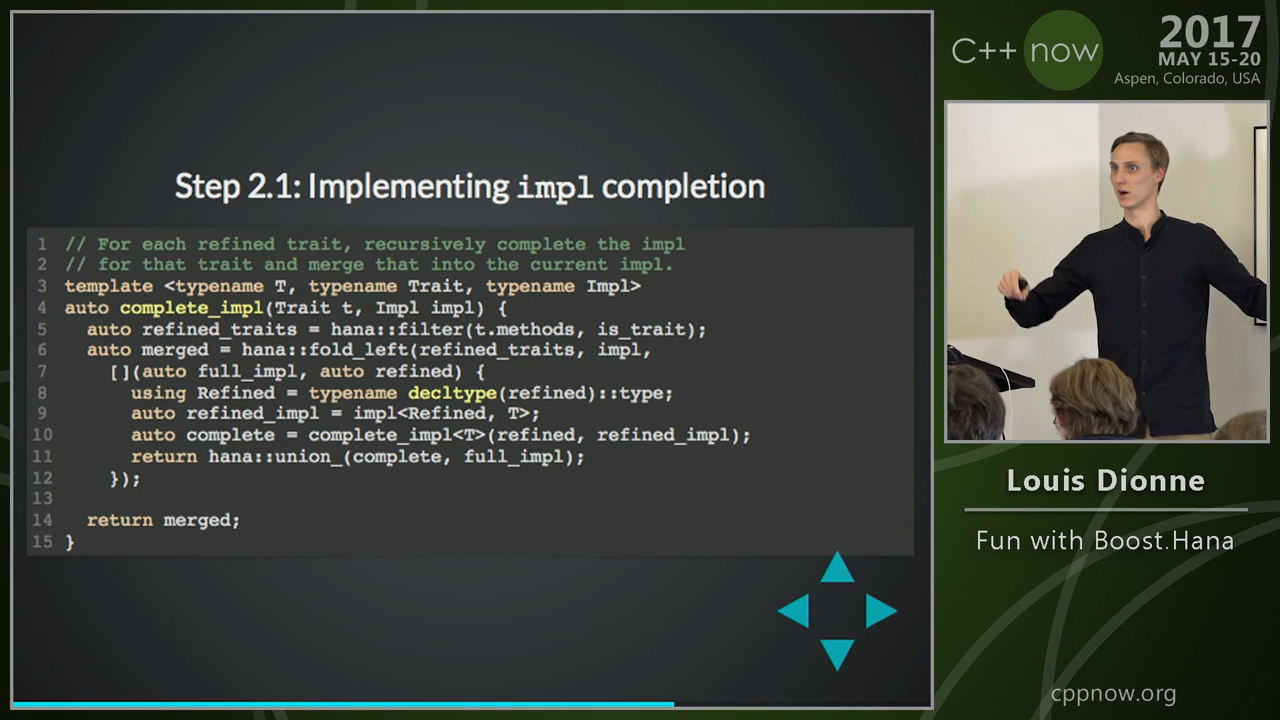 Step 2.1: Implementing impl completion
1 // For each refined trait, recursively complete the impl
2 // for that trait and merge that into the current impl.
3 template <typename T, typename Trait, typename Impl>
4 auto complete_impl(Trait t, Impl impl) {
5   auto refined_traits = hana::filter(t.methods, is_trait);
6   auto merged = hana::fold_left(refined_traits, impl,
7     [](auto full_impl, auto refined) {
8       using Refined = typename decltype(refined)::type;
9       auto refined_impl = impl<Refined, T>;
10       auto complete = complete_impl<T>(refined, refined_impl);
11       return hana::union_(complete, full_impl);
12     });
13
14   return merged;
15 }
C++ now
2017
MAY 15-20
Aspen, Colorado, USA
Louis Dionne
Fun with Boost.Hana
cppnow.org